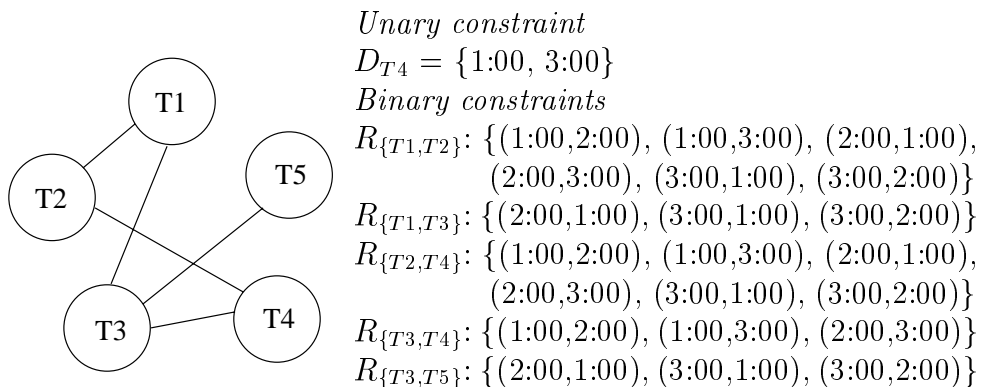 T1
T5
T2
T3
T4
Unary constraint
D_{T4} = {1:00, 3:00}
Binary constraints
R_{{T1,T2}}: {(1:00,2:00), (1:00,3:00), (2:00,1:00),
(2:00,3:00), (3:00,1:00), (3:00,2:00)}
R_{{T1,T3}}: {(2:00,1:00), (3:00,1:00), (3:00,2:00)}
R_{{T2,T4}}: {(1:00,2:00), (1:00,3:00), (2:00,1:00),
(2:00,3:00), (3:00,1:00), (3:00,2:00)}
R_{{T3,T4}}: {(1:00,2:00), (1:00,3:00), (2:00,3:00)}
R_{{T3,T5}}: {(2:00,1:00), (3:00,1:00), (3:00,2:00)}